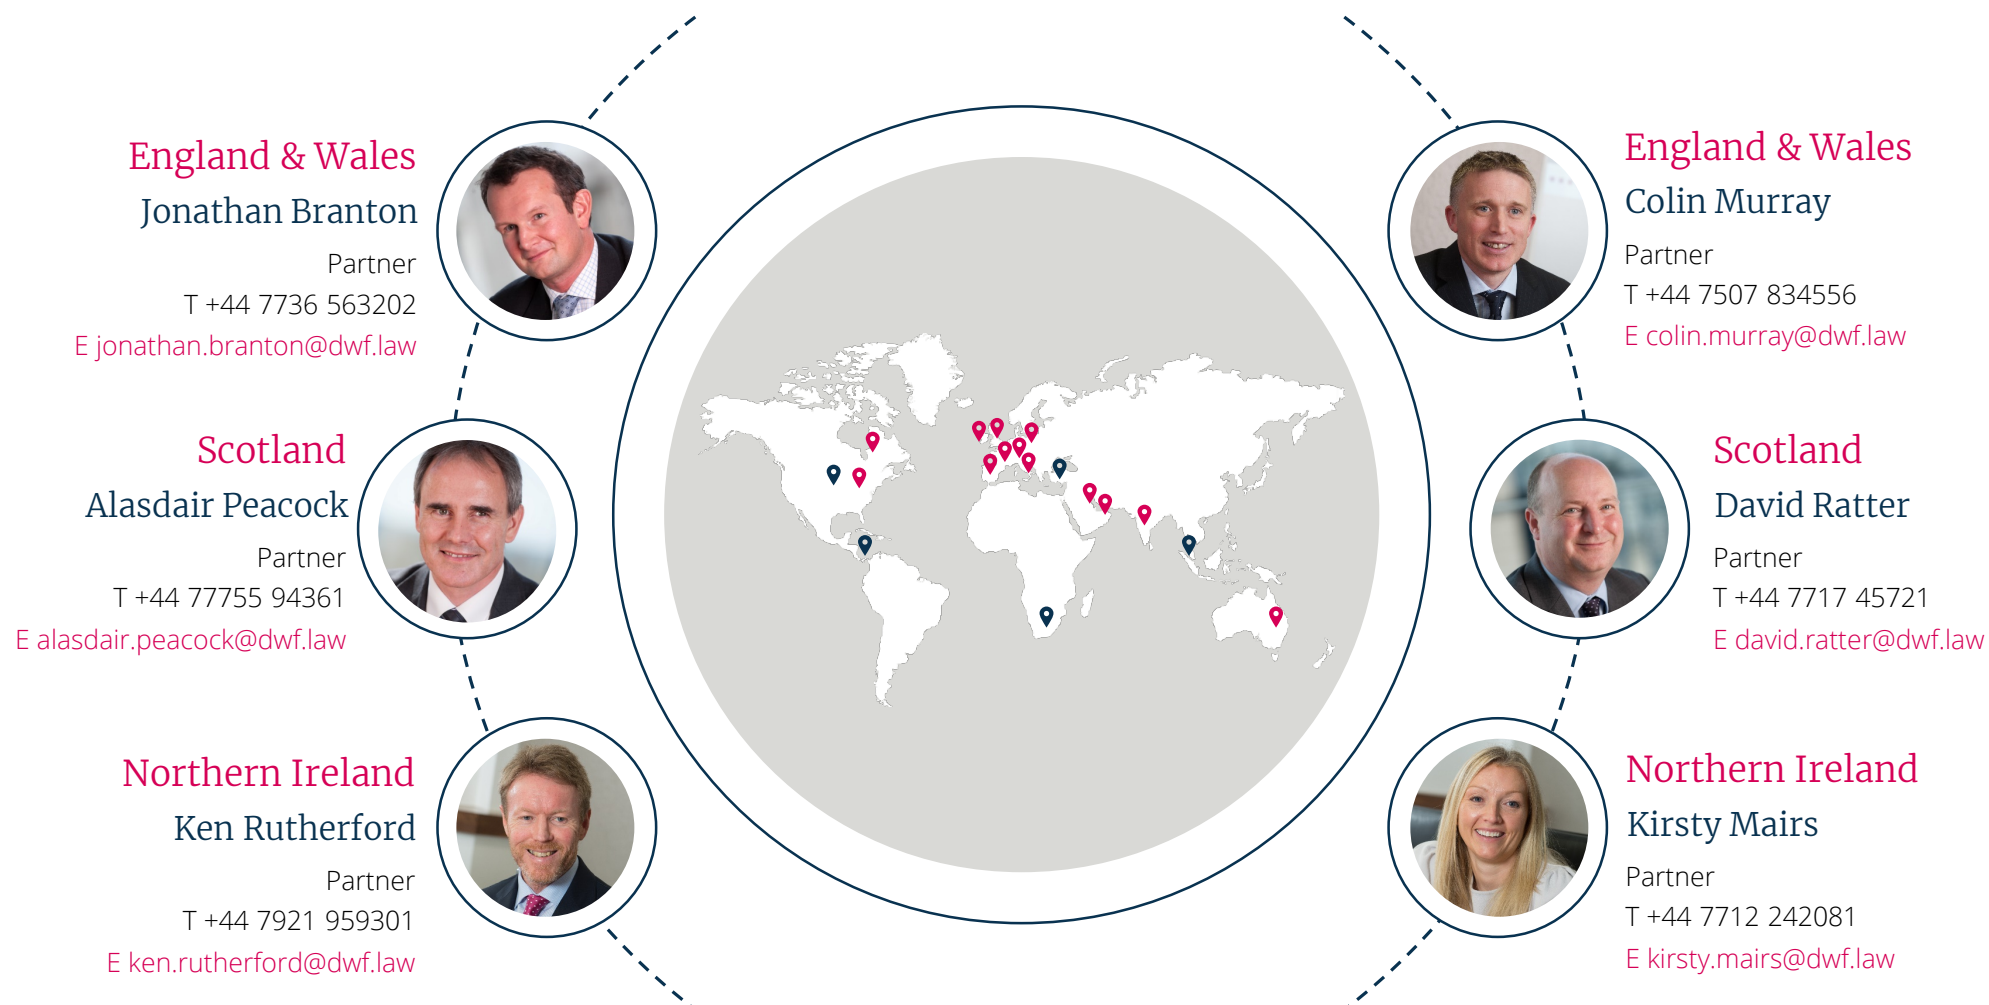 England & Wales
Jonathan Branton
Partner
T +44 7736 563202
E jonathan.branton@dwf.law
Scotland
Alasdair Peacock
Partner
T +44 77755 94361
E alasdair.peacock@dwf.law
Northern Ireland
Ken Rutherford
Partner
T +44 7921 959301
E ken.rutherford@dwf.law
England & Wales
Colin Murray
Partner
T +44 7507 834556
E colin.murray@dwf.law
Scotland
David Ratter
Partner
T +44 7717 45721
E david.ratter@dwf.law
Northern Ireland
Kirsty Mairs
Partner
T +44 7712 242081
E kirsty.mairs@dwf.law